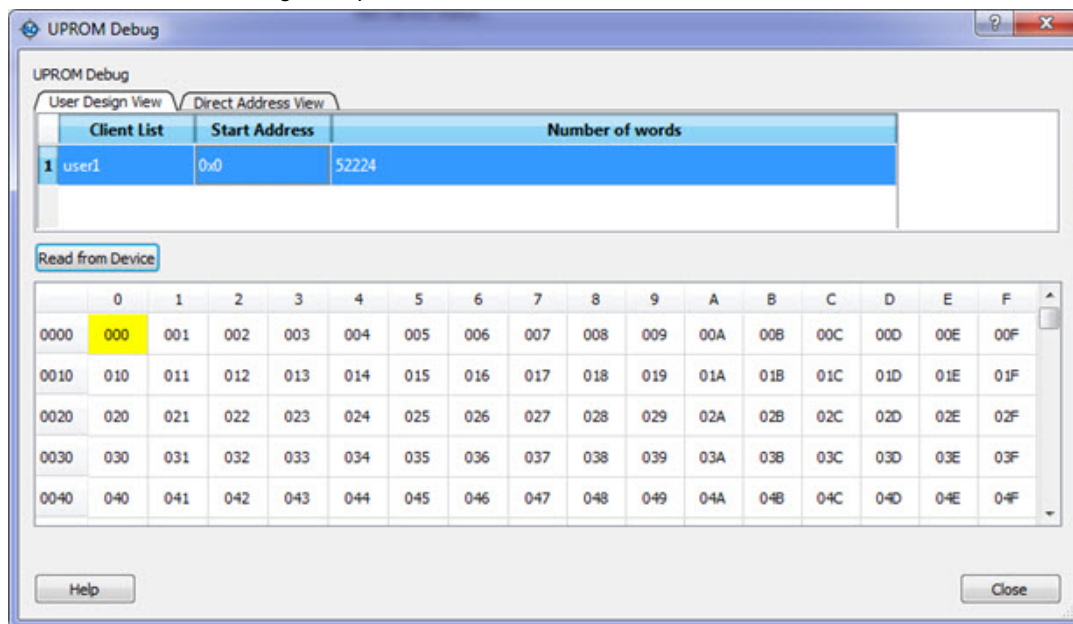 UPROM Debug
UPROM Debug
User Design View Direct Address View
Client List Start Address Number of words
1 user1 0x0 52224
Read from Device
0 1 2 3 4 5 6 7 8 9 A B C D E F
0000 000 001 002 003 004 005 006 007 008 009 00A 00B 00C 00D 00E 00F
0010 010 011 012 013 014 015 016 017 018 019 01A 01B 01C 01D 01E 01F
0020 020 021 022 023 024 025 026 027 028 029 02A 02B 02C 02D 02E 02F
0030 030 031 032 033 034 035 036 037 038 039 03A 03B 03C 03D 03E 03F
0040 040 041 042 043 044 045 046 047 048 049 04A 04B 04C 04D 04E 04F
Help Close